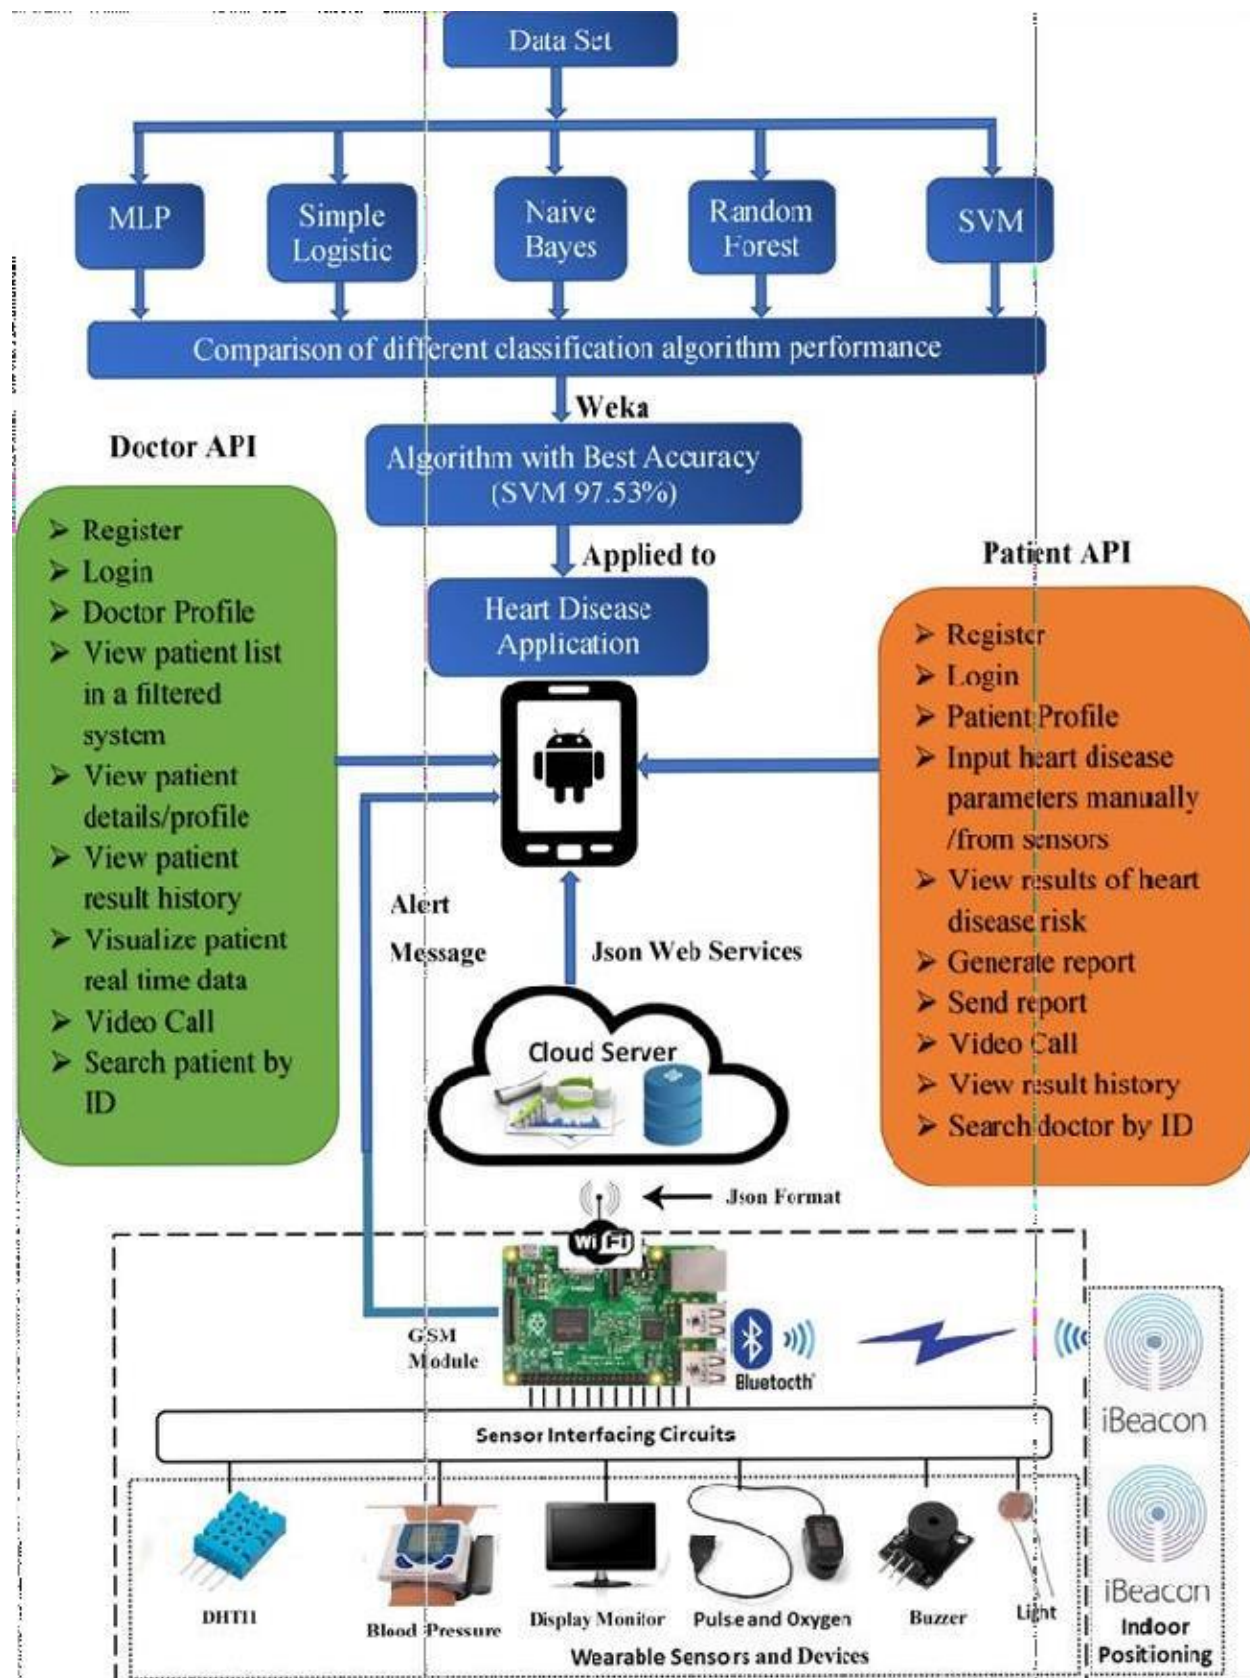 Data Set
MLP
Simple
Logistic
Naive
Bayes
Random
Forest
SVM
Comparison of different classification algorithm performance
Weka
Algorithm with Best Accuracy
(SVM 97.53%)
Applied to
Heart Disease
Application
Doctor API
➢ Register
➢ Login
➢ Doctor Profile
➢ View patient list
in a filtered
system
➢ View patient
details/profile
➢ View patient
result history
➢ Visualize patient
real time data
➢ Video Call
➢ Search patient by
ID
Patient API
➢ Register
➢ Login
➢ Patient Profile
➢ Input heart disease
parameters manually
/from sensors
➢ View results of heart
disease risk
➢ Generate report
➢ Send report
➢ Video Call
➢ View result history
➢ Search doctor by ID
Alert
Message
Json Web Services
Cloud Server
Json Format
WiFi
GSM
Module
Bluetooth
Sensor Interfacing Circuits
DHT11
Blood Pressure
Display Monitor
Pulse and Oxygen
Buzzer
Light
Wearable Sensors and Devices
iBeacon
iBeacon
Indoor
Positioning